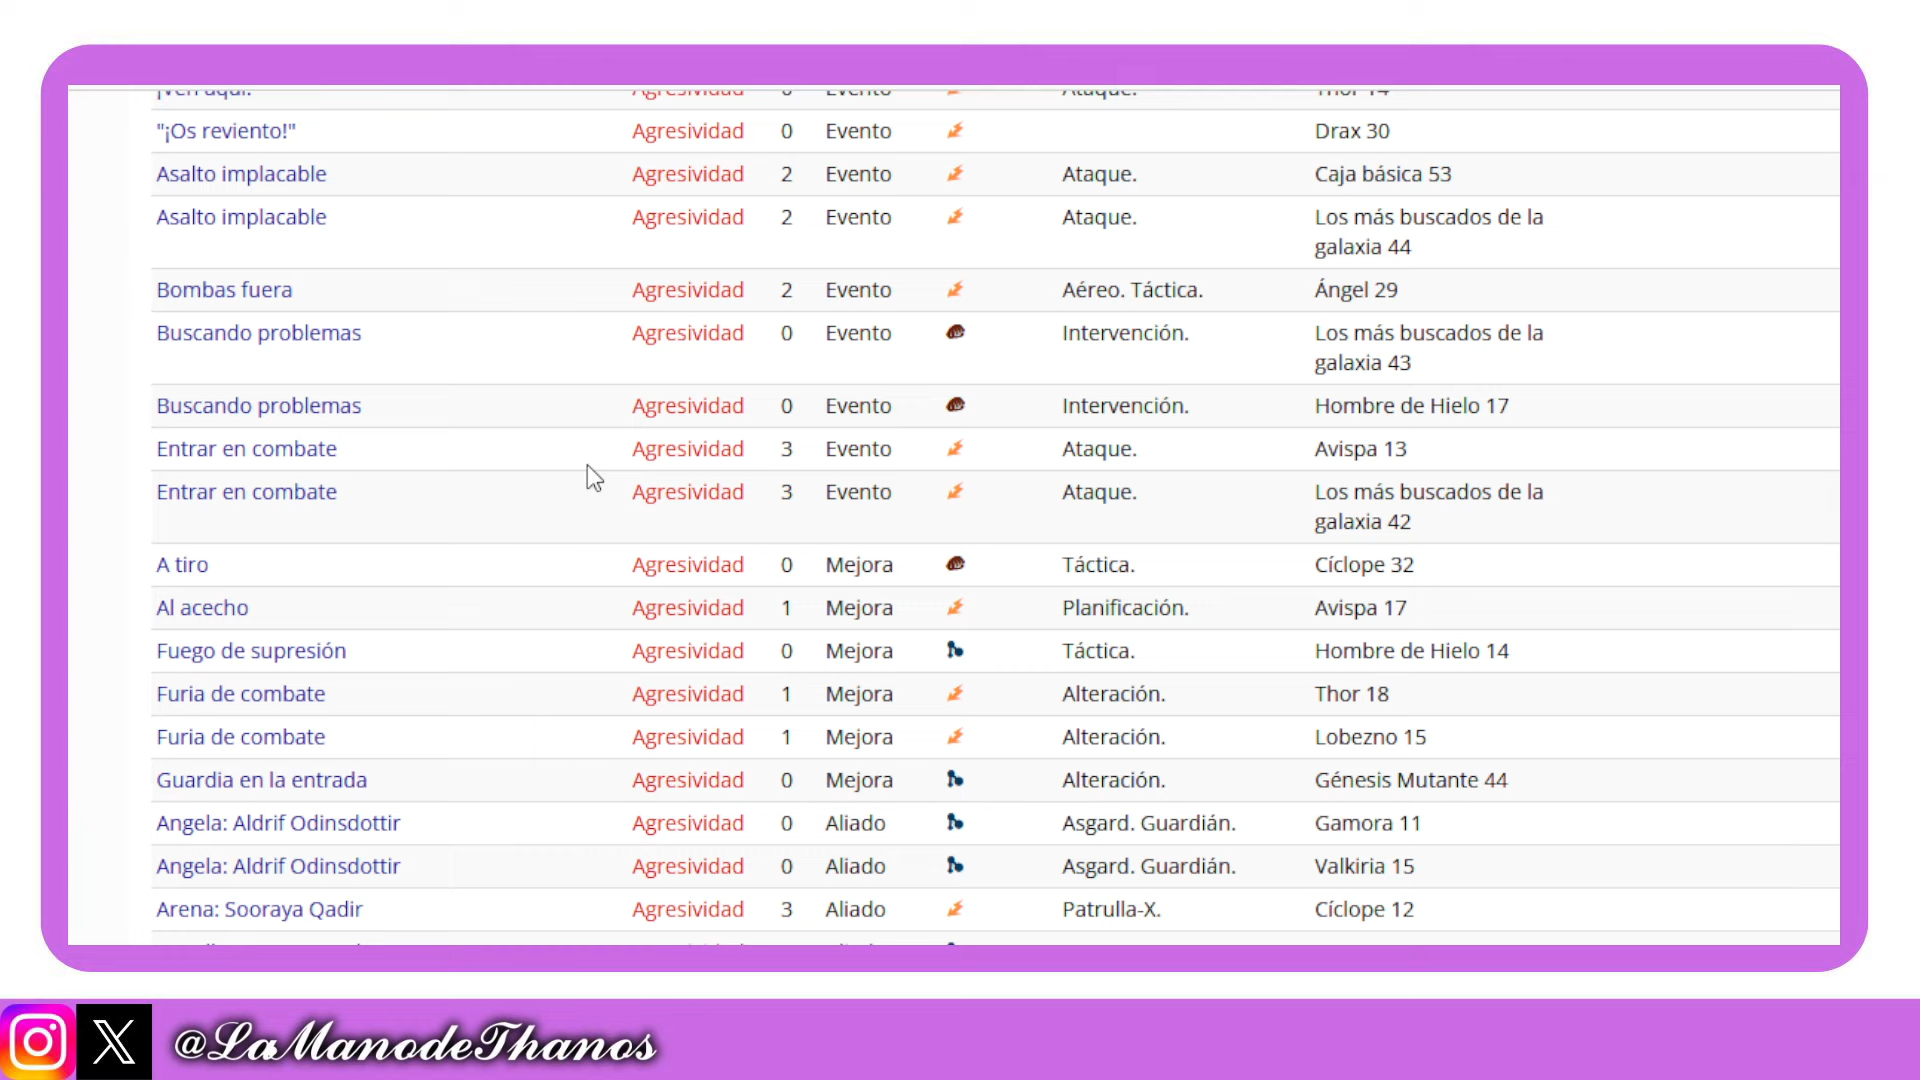 ¡Ven aquí! Agresividad 0 Evento Ataque. Thor 14
"¡Os reviento!" Agresividad 0 Evento Drax 30
Asalto implacable Agresividad 2 Evento Ataque. Caja básica 53
Asalto implacable Agresividad 2 Evento Ataque. Los más buscados de la
galaxia 44
Bombas fuera Agresividad 2 Evento Aéreo. Táctica. Ángel 29
Buscando problemas Agresividad 0 Evento Intervención. Los más buscados de la
galaxia 43
Buscando problemas Agresividad 0 Evento Intervención. Hombre de Hielo 17
Entrar en combate Agresividad 3 Evento Ataque. Avispa 13
Entrar en combate Agresividad 3 Evento Ataque. Los más buscados de la
galaxia 42
A tiro Agresividad 0 Mejora Táctica. Cíclope 32
Al acecho Agresividad 1 Mejora Planificación. Avispa 17
Fuego de supresión Agresividad 0 Mejora Táctica. Hombre de Hielo 14
Furia de combate Agresividad 1 Mejora Alteración. Thor 18
Furia de combate Agresividad 1 Mejora Alteración. Lobezno 15
Guardia en la entrada Agresividad 0 Mejora Alteración. Génesis Mutante 44
Angela: Aldrif Odinsdottir Agresividad 0 Aliado Asgard. Guardián. Gamora 11
Angela: Aldrif Odinsdottir Agresividad 0 Aliado Asgard. Guardián. Valkiria 15
Arena: Sooraya Qadir Agresividad 3 Aliado Patrulla-X. Cíclope 12
@LaManodeThanos